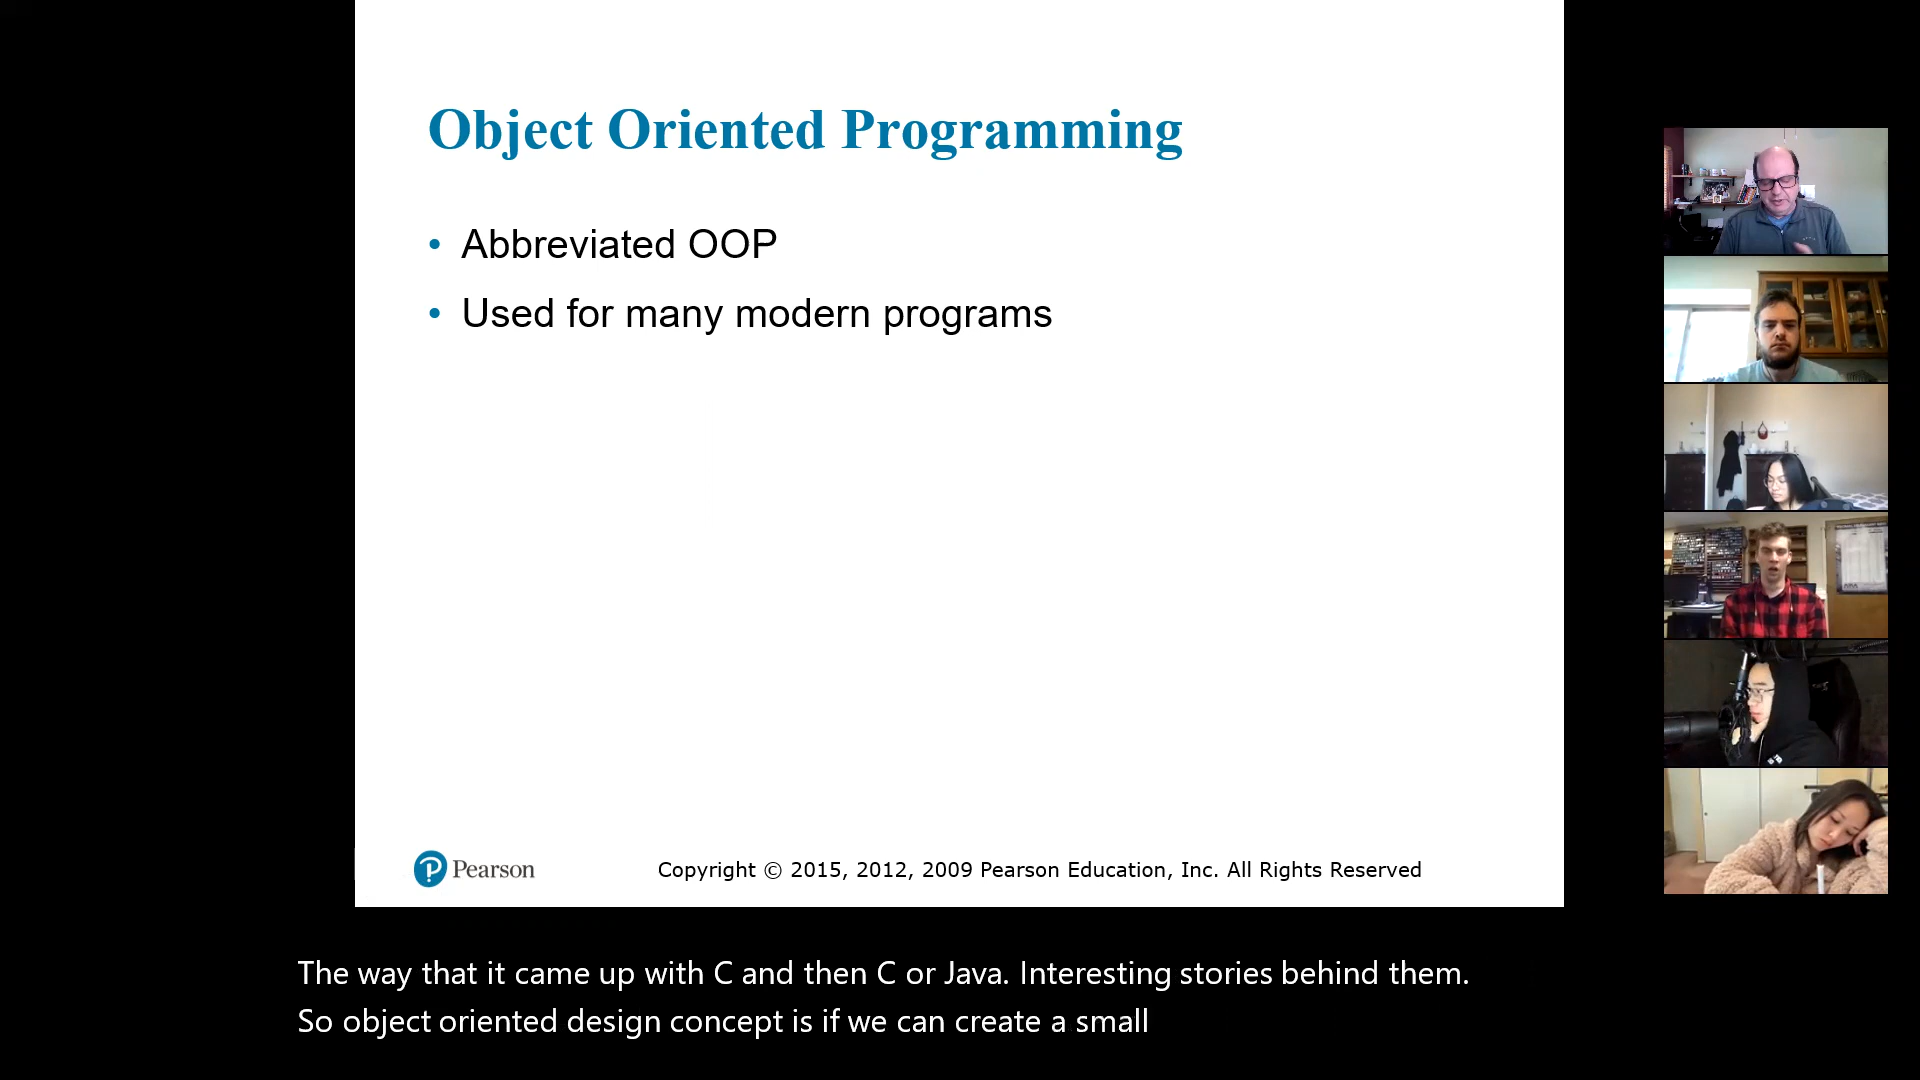 Object Oriented Programming
• Abbreviated OOP
• Used for many modern programs
Pearson
Copyright © 2015, 2012, 2009 Pearson Education, Inc. All Rights Reserved
The way that it came up with C and then C or Java. Interesting stories behind them.
So object oriented design concept is if we can create a small